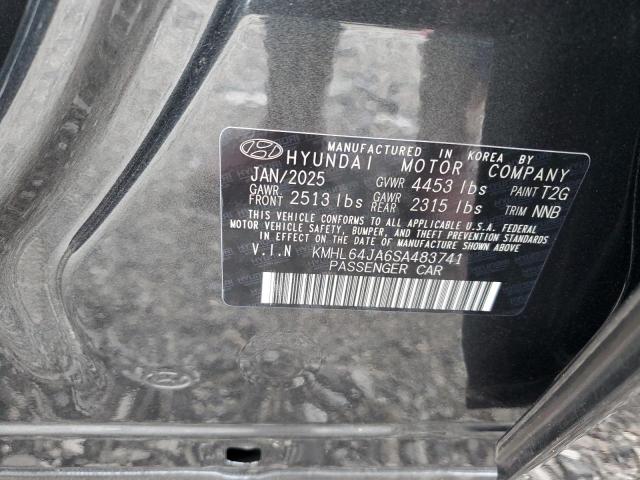 MANUFACTURED IN KOREA BY
HYUNDAI MOTOR COMPANY
JAN/2025 GVWR 4453 lbs PAINT T2G
GAWR FRONT 2513 lbs GAWR REAR 2315 lbs TRIM NNB
THIS VEHICLE CONFORMS TO ALL APPLICABLE U.S.A. FEDERAL
MOTOR VEHICLE SAFETY, BUMPER, AND THEFT PREVENTION STANDARDS
IN EFFECT ON THE DATE OF MANUFACTURE SHOWN ABOVE
V.I.N KMHL64JA6SA483741
PASSENGER CAR